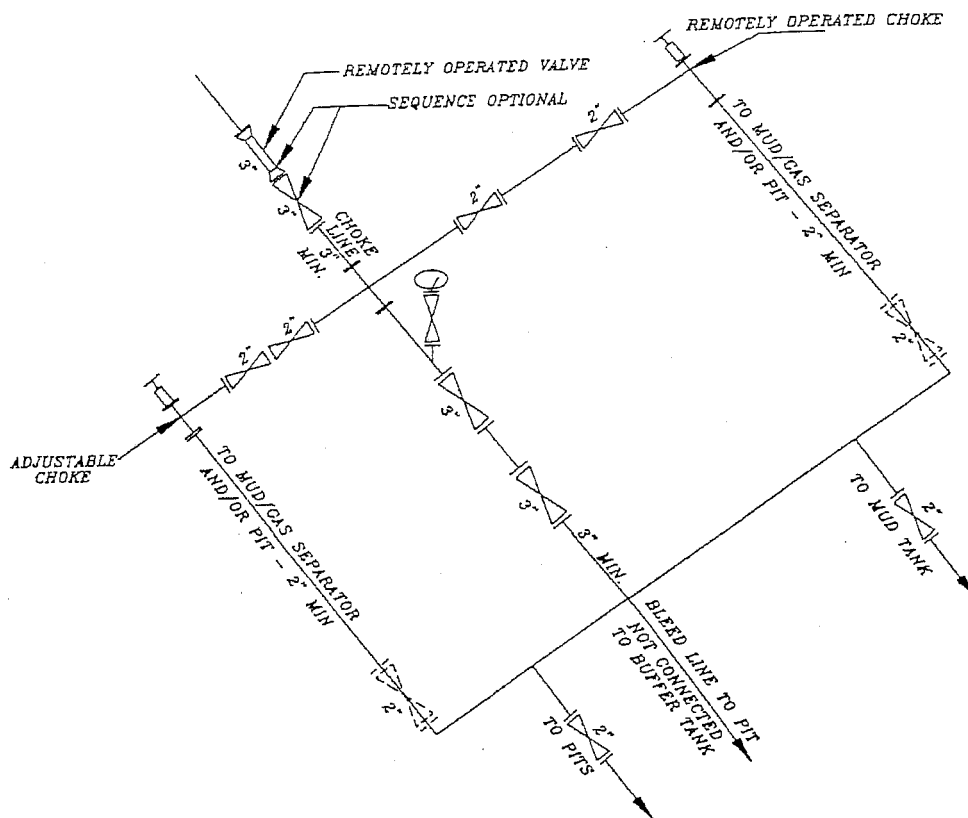 REMOTELY OPERATED CHOKE
REMOTELY OPERATED VALVE
SEQUENCE OPTIONAL
3"
3"
CHOKE
LINE
3"
MIN.
2"
2"
TO MUD/GAS SEPARATOR
AND/OR PIT - 2" MIN
2"
2"
2"
ADJUSTABLE
CHOKE
TO MUD/GAS SEPARATOR
AND/OR PIT - 2" MIN
2"
3"
3"
3" MIN.
2"
TO MUD TANK
BLEED LINE TO PIT
NOT CONNECTED
TO BUFFER TANK
2"
TO PITS